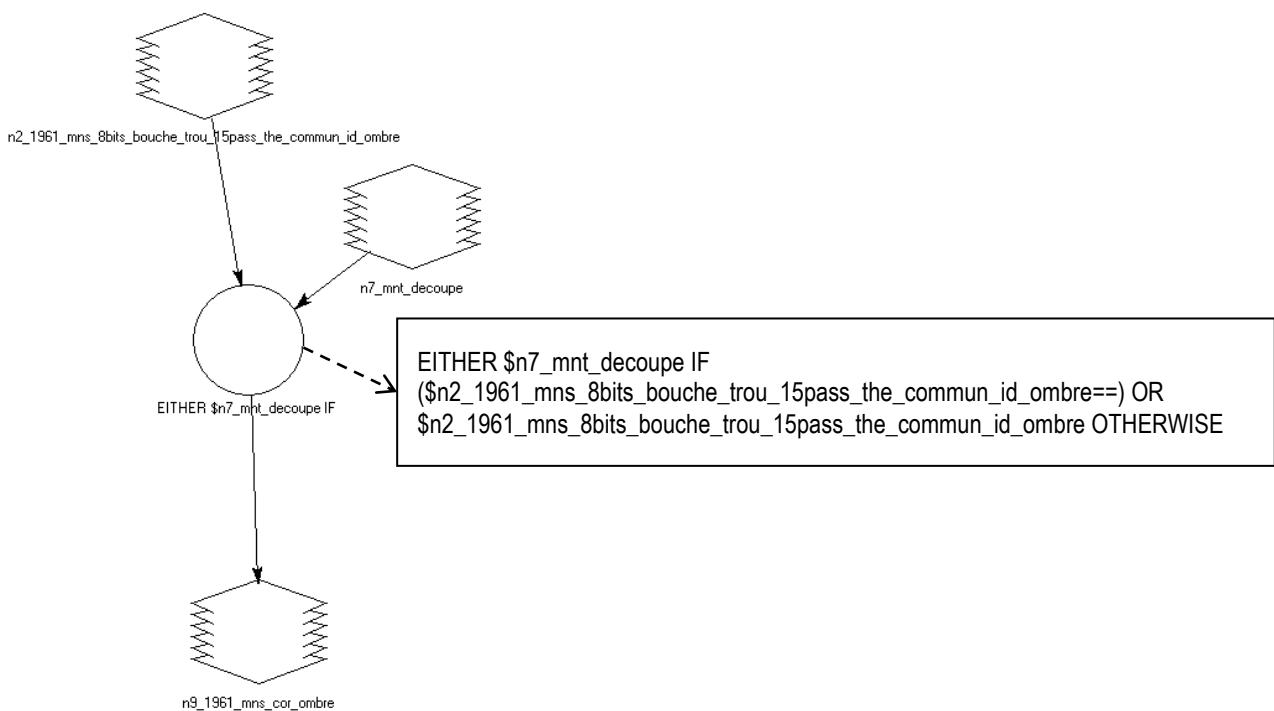 n2_1961_mns_8bits_bouche_trou_15pass_the_commun_id_ombre
n7_mnt_decoupe
EITHER $n7_mnt_decoupe IF
($n2_1961_mns_8bits_bouche_trou_15pass_the_commun_id_ombre==) OR
$n2_1961_mns_8bits_bouche_trou_15pass_the_commun_id_ombre OTHERWISE
EITHER $n7_mnt_decoupe IF
n9_1961_mns_cor_ombre